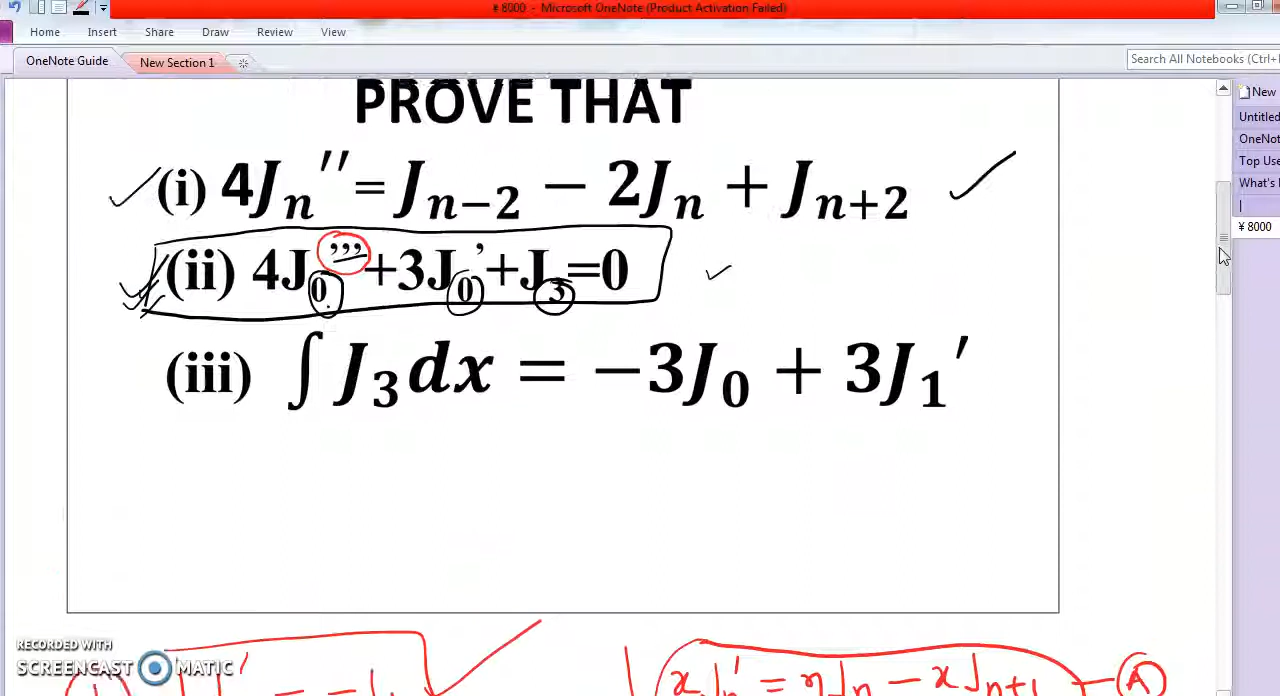 ¥ 8000 - Microsoft OneNote (Product Activation Failed)
Home Insert Share Draw Review View
OneNote Guide New Section 1
Search All Notebooks (Ctrl+
New
Untitled
OneNot
Top Use
What's
¥ 8000
PROVE THAT
(i) 4Jₙ'' = Jₙ₋₂ − 2Jₙ + Jₙ₊₂
(ii) 4J₀''' +3J₀'+J₃=0
(iii) ∫ J₃dx = −3J₀ + 3J₁′
RECORDED WITH
SCREENCAST MATIC
xJₙ' = nJₙ − xJₙ₊₁ — (A)